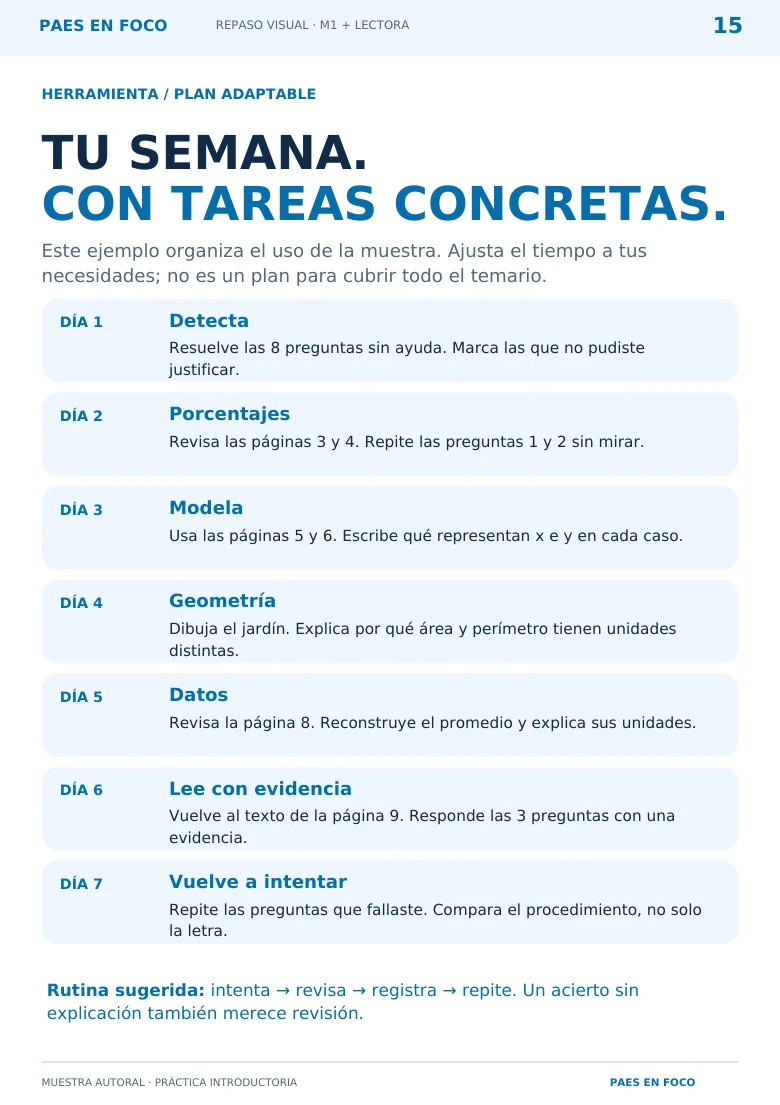 PAES EN FOCO
REPASO VISUAL · M1 + LECTORA
15
HERRAMIENTA / PLAN ADAPTABLE
TU SEMANA.
CON TAREAS CONCRETAS.
Este ejemplo organiza el uso de la muestra. Ajusta el tiempo a tus
necesidades; no es un plan para cubrir todo el temario.
DÍA 1
Detecta
Resuelve las 8 preguntas sin ayuda. Marca las que no pudiste
justificar.
DÍA 2
Porcentajes
Revisa las páginas 3 y 4. Repite las preguntas 1 y 2 sin mirar.
DÍA 3
Modela
Usa las páginas 5 y 6. Escribe qué representan x e y en cada caso.
DÍA 4
Geometría
Dibuja el jardín. Explica por qué área y perímetro tienen unidades
distintas.
DÍA 5
Datos
Revisa la página 8. Reconstruye el promedio y explica sus unidades.
DÍA 6
Lee con evidencia
Vuelve al texto de la página 9. Responde las 3 preguntas con una
evidencia.
DÍA 7
Vuelve a intentar
Repite las preguntas que fallaste. Compara el procedimiento, no solo
la letra.
Rutina sugerida: intenta → revisa → registra → repite. Un acierto sin
explicación también merece revisión.
MUESTRA AUTORAL · PRÁCTICA INTRODUCTORIA
PAES EN FOCO